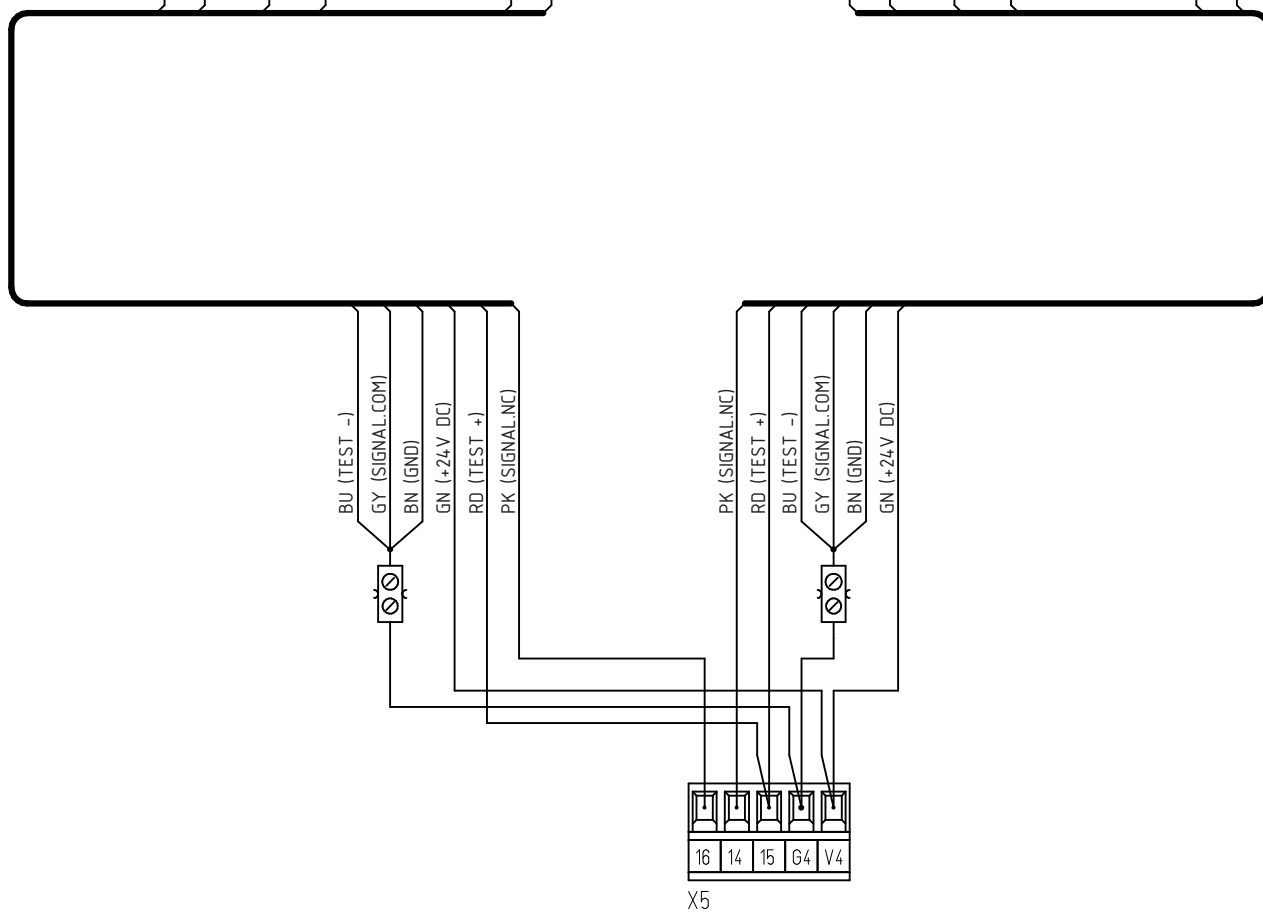 BU (TEST -)
GY (SIGNAL.COM)
BN (GND)
GN (+24V DC)
RD (TEST +)
PK (SIGNAL.NC)
PK (SIGNAL.NC)
RD (TEST +)
BU (TEST -)
GY (SIGNAL.COM)
BN (GND)
GN (+24V DC)
16 14 15 G4 V4
X5